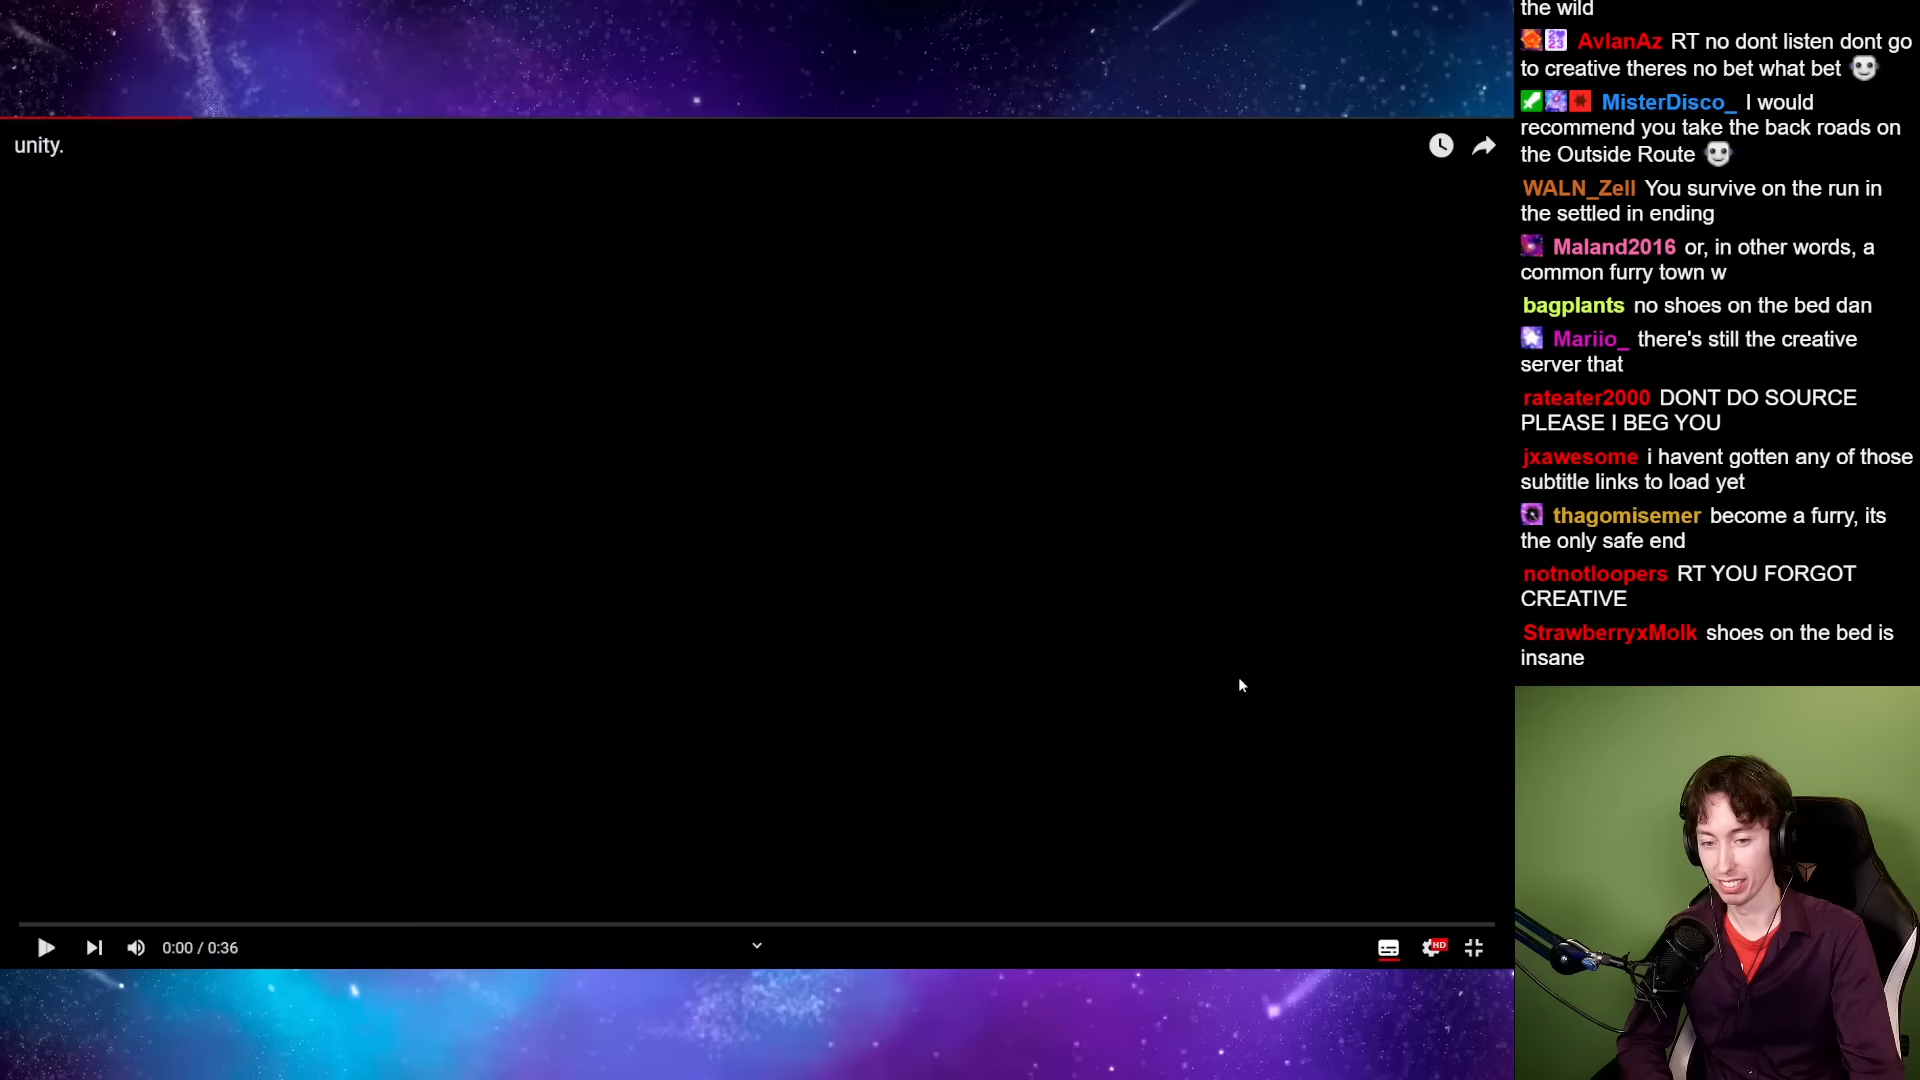 unity.
0:00 / 0:36
HD
the wild
23 AvlanAz RT no dont listen dont go
to creative theres no bet what bet
MisterDisco_ I would
recommend you take the back roads on
the Outside Route
WALN_Zell You survive on the run in
the settled in ending
Maland2016 or, in other words, a
common furry town w
bagplants no shoes on the bed dan
Mariio_ there's still the creative
server that
rateater2000 DONT DO SOURCE
PLEASE I BEG YOU
jxawesome i havent gotten any of those
subtitle links to load yet
thagomisemer become a furry, its
the only safe end
notnotloopers RT YOU FORGOT
CREATIVE
StrawberryxMolk shoes on the bed is
insane